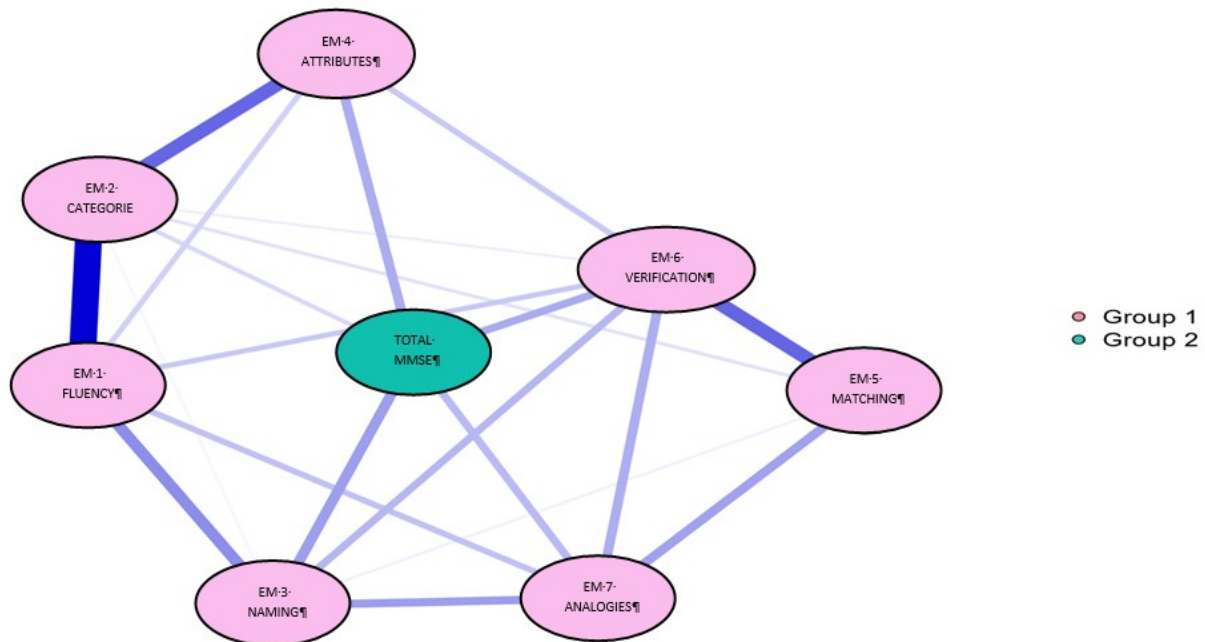 EM·4·
ATTRIBUTES¶
EM·2·
CATEGORIE
EM·6·
VERIFICATION¶
TOTAL·
MMSE¶
EM·1·
FLUENCY¶
EM·5·
MATCHING¶
EM·3·
NAMING¶
EM·7·
ANALOGIES¶
Group 1
Group 2